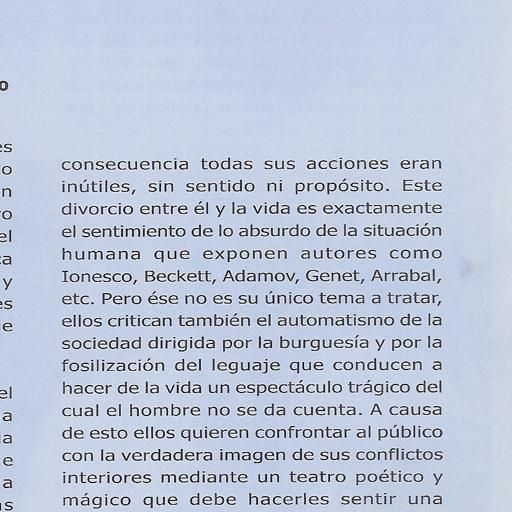 consecuencia todas sus acciones eran
inútiles, sin sentido ni propósito. Este
divorcio entre él y la vida es exactamente
el sentimiento de lo absurdo de la situación
humana que exponen autores como
Ionesco, Beckett, Adamov, Genet, Arrabal,
etc. Pero ése no es su único tema a tratar,
ellos critican también el automatismo de la
sociedad dirigida por la burguesía y por la
fosilización del leguaje que conducen a
hacer de la vida un espectáculo trágico del
cual el hombre no se da cuenta. A causa
de esto ellos quieren confrontar al público
con la verdadera imagen de sus conflictos
interiores mediante un teatro poético y
mágico que debe hacerles sentir una